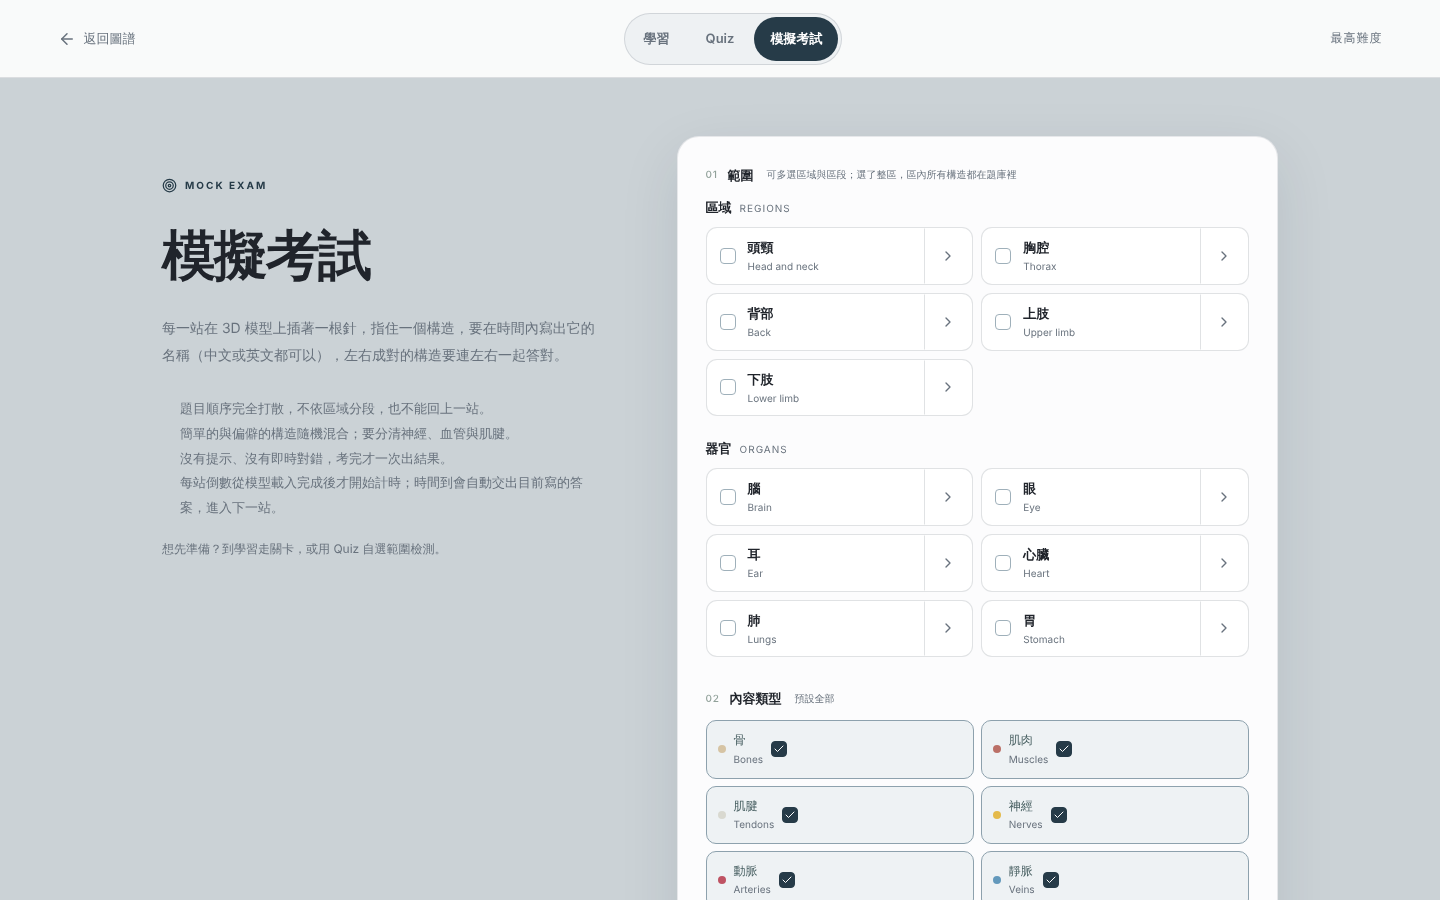 返回圖譜
學習
Quiz
模擬考試
最高難度
MOCK EXAM
模擬考試
每一站在 3D 模型上插著一根針，指住一個構造，要在時間內寫出它的
名稱（中文或英文都可以），左右成對的構造要連左右一起答對。
題目順序完全打散，不依區域分段，也不能回上一站。
簡單的與偏僻的構造隨機混合；要分清神經、血管與肌腱。
沒有提示、沒有即時對錯，考完才一次出結果。
每站倒數從模型載入完成後才開始計時；時間到會自動交出目前寫的答
案，進入下一站。
想先準備？到學習走關卡，或用 Quiz 自選範圍檢測。
01 範圍 可多選區域與區段；選了整區，區內所有構造都在題庫裡
區域 REGIONS
頭頸
Head and neck
胸腔
Thorax
背部
Back
上肢
Upper limb
下肢
Lower limb
器官 ORGANS
腦
Brain
眼
Eye
耳
Ear
心臟
Heart
肺
Lungs
胃
Stomach
02 內容類型 預設全部
骨
Bones
肌肉
Muscles
肌腱
Tendons
神經
Nerves
動脈
Arteries
靜脈
Veins